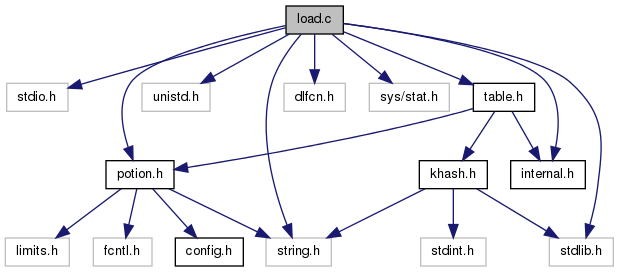 load.c
stdio.h
unistd.h
dlfcn.h
sys/stat.h
table.h
potion.h
khash.h
internal.h
limits.h
fcntl.h
config.h
string.h
stdint.h
stdlib.h